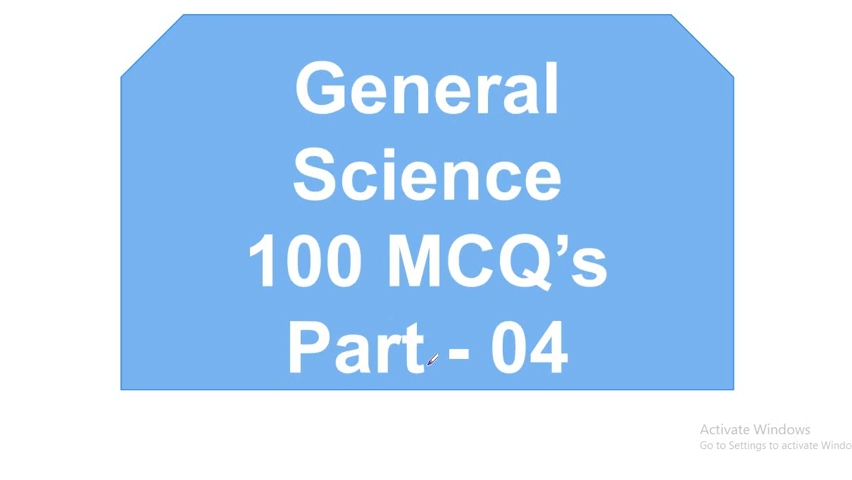 General
Science
100 MCQ’s
Part - 04
Activate Windows
Go to Settings to activate Windo